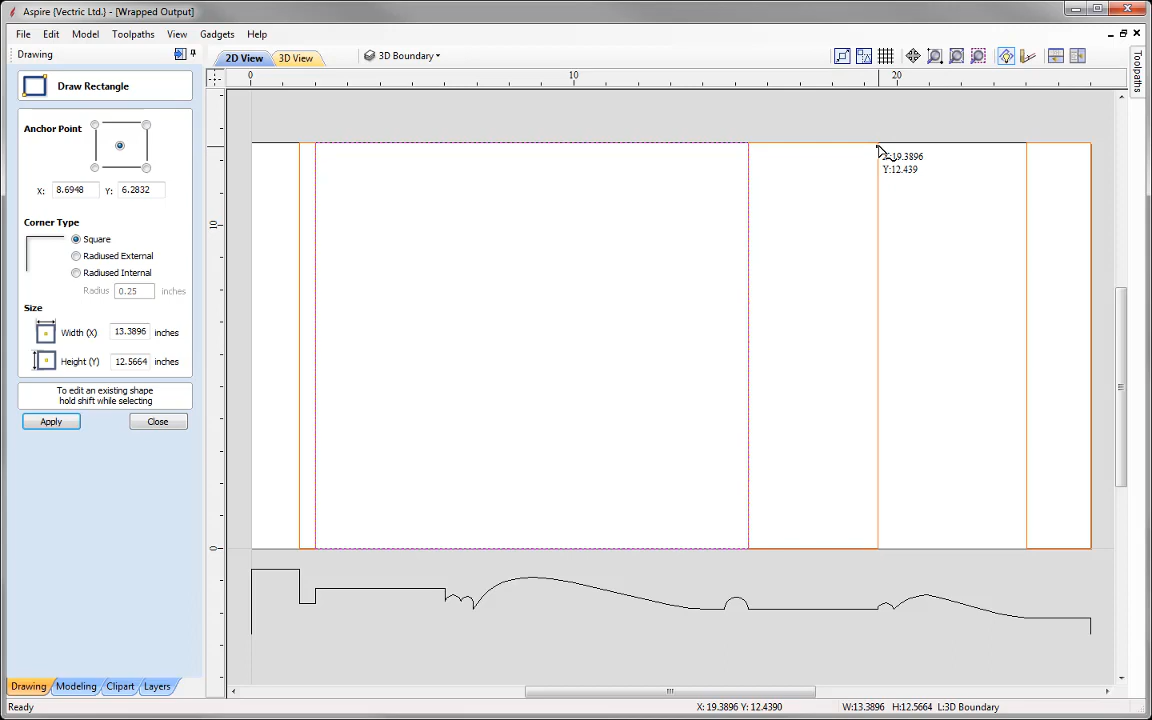 Aspire {Vectric Ltd.} - [Wrapped Output]
File Edit Model Toolpaths View Gadgets Help
Drawing
2D View 3D View 3D Boundary
Toolpaths
Draw Rectangle
0 10 20
Anchor Point
X: 8.6948 Y: 6.2832
X:19.3896
Y:12.439
Corner Type
Square
Radiused External
Radiused Internal
Radius 0.25 inches
10
0
Size
Width (X) 13.3896 inches
Height (Y) 12.5664 inches
To edit an existing shape
hold shift while selecting
Apply Close
Drawing Modeling Clipart Layers
Ready X: 19.3896 Y: 12.4390 W:13.3896 H:12.5664 L:3D Boundary